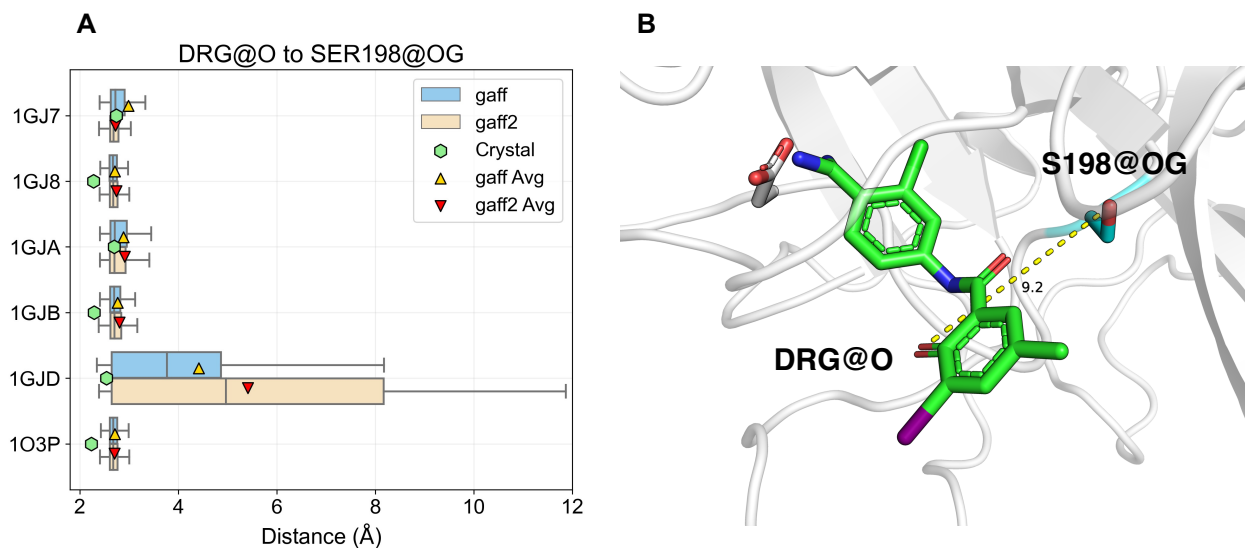 A
DRG@O to SER198@OG
1GJ7
1GJ8
1GJA
1GJB
1GJD
1O3P
gaff
gaff2
Crystal
gaff Avg
gaff2 Avg
2 4 6 8 10 12
Distance (Å)
B
S198@OG
9.2
DRG@O